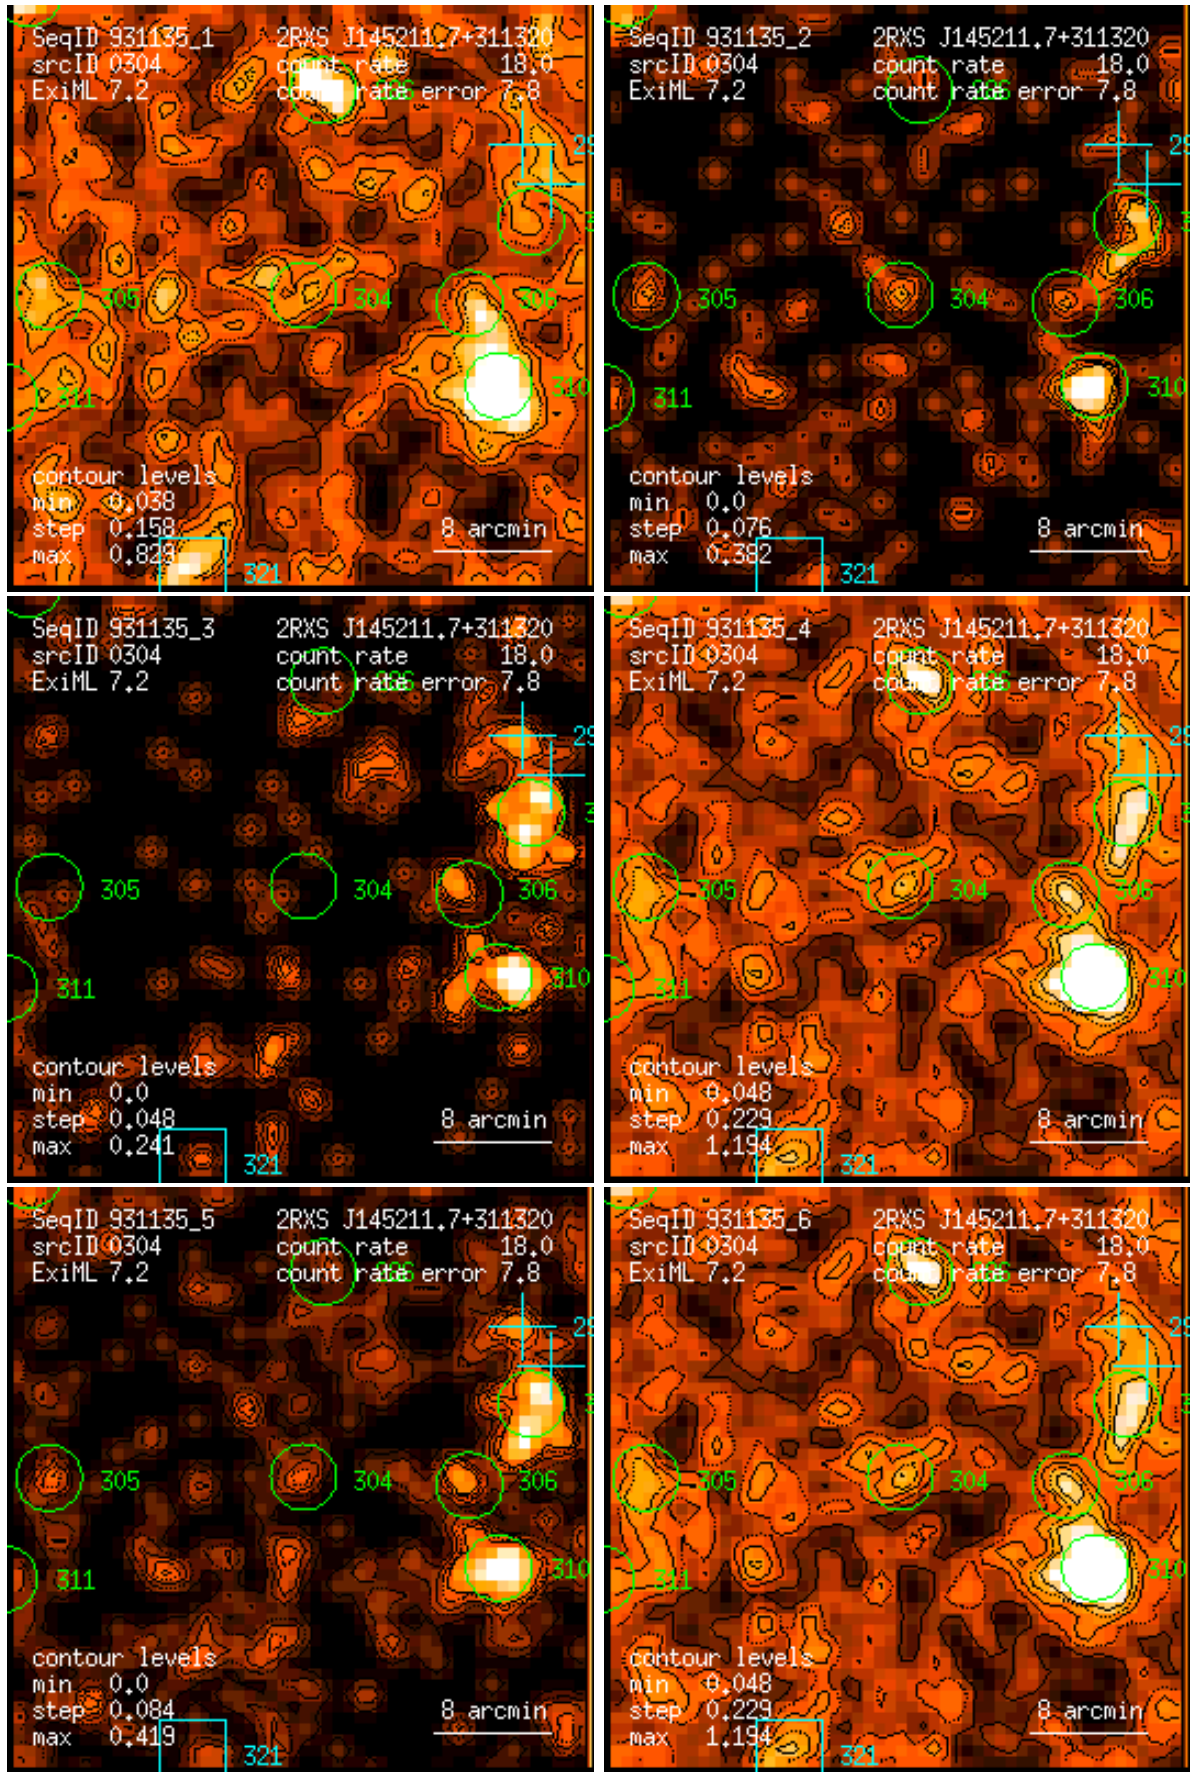 SeqID 931135_1 2RXS J145211.7+311320
srcID 0304 count rate 18.0
ExiML 7.2 count rate error 7.8
305
304
306
311
310
contour levels
min 0.038
step 0.158
max 0.829
8 arcmin
321
SeqID 931135_2 2RXS J145211.7+311320
srcID 0304 count rate 18.0
ExiML 7.2 count rate error 7.8
305
304
306
311
310
contour levels
min 0.0
step 0.076
max 0.382
8 arcmin
321
SeqID 931135_3 2RXS J145211.7+311320
srcID 0304 count rate 18.0
ExiML 7.2 count rate error 7.8
305
304
306
311
310
contour levels
min 0.0
step 0.048
max 0.241
8 arcmin
321
SeqID 931135_4 2RXS J145211.7+311320
srcID 0304 count rate 18.0
ExiML 7.2 count rate error 7.8
305
304
306
311
310
contour levels
min 0.048
step 0.229
max 1.194
8 arcmin
321
SeqID 931135_5 2RXS J145211.7+311320
srcID 0304 count rate 18.0
ExiML 7.2 count rate error 7.8
305
304
306
311
310
contour levels
min 0.0
step 0.084
max 0.419
8 arcmin
321
SeqID 931135_6 2RXS J145211.7+311320
srcID 0304 count rate 18.0
ExiML 7.2 count rate error 7.8
305
304
306
311
310
contour levels
min 0.048
step 0.229
max 1.194
8 arcmin
321